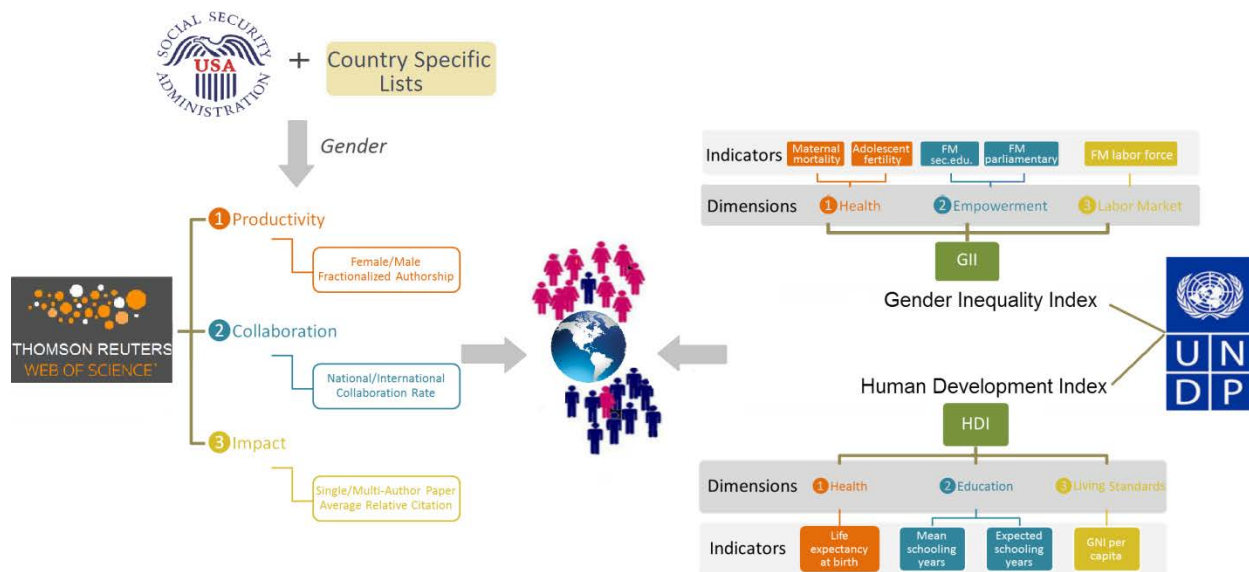 SOCIAL SECURITY
USA
ADMINISTRATION
+
Country Specific
Lists
Gender
1 Productivity
Female/Male
Fractionalized Authorship
THOMSON REUTERS
WEB OF SCIENCE™
2 Collaboration
National/International
Collaboration Rate
3 Impact
Single/Multi-Author Paper
Average Relative Citation
Indicators
Maternal
mortality
Adolescent
fertility
FM
sec.edu.
FM
parliamentary
FM labor force
Dimensions
1 Health
2 Empowerment
3 Labor Market
GII
Gender Inequality Index
UN
DP
Human Development Index
HDI
Dimensions
1 Health
2 Education
3 Living Standards
Indicators
Life
expectancy
at birth
Mean
schooling
years
Expected
schooling
years
GNI per
capita